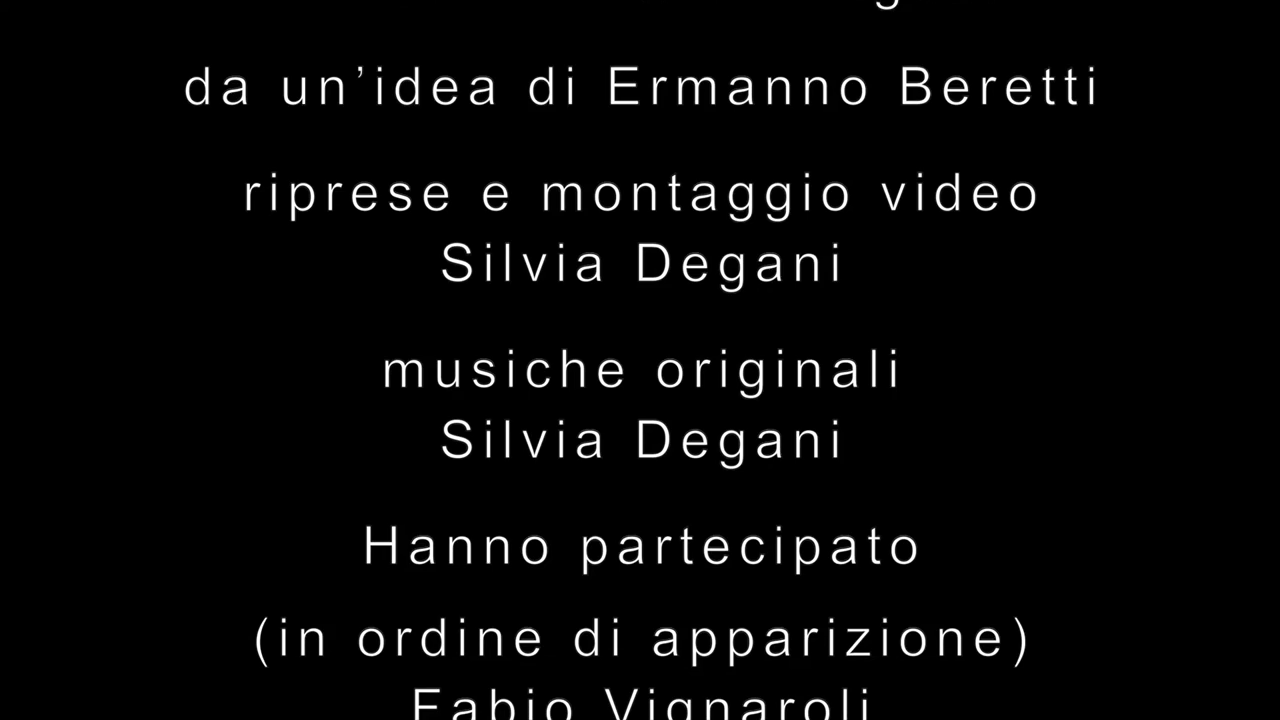 da un’idea di Ermanno Beretti
riprese e montaggio video
Silvia Degani
musiche originali
Silvia Degani
Hanno partecipato
(in ordine di apparizione)
Fabio Vignaroli